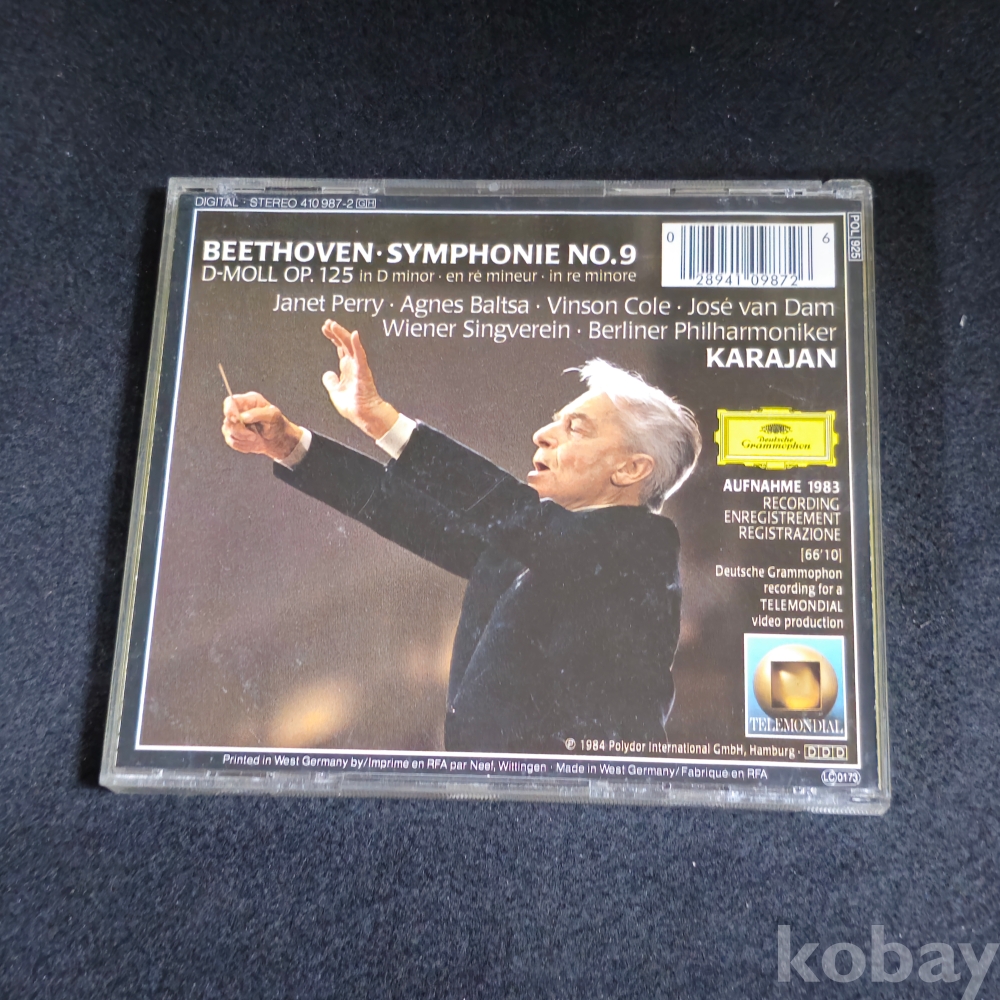 DIGITAL · STEREO 410 987-2 GH
POL 925
BEETHOVEN · SYMPHONIE NO. 9
D-MOLL OP. 125 in D minor · en ré mineur · in re minore
0 28941 09872 6
Janet Perry · Agnes Baltsa · Vinson Cole · José van Dam
Wiener Singverein · Berliner Philharmoniker
KARAJAN
Deutsche
Grammophon
AUFNAHME 1983
RECORDING
ENREGISTREMENT
REGISTRAZIONE
[66'10]
Deutsche Grammophon
recording for a
TELEMONDIAL
video production
TELEMONDIAL
℗ 1984 Polydor International GmbH, Hamburg · DDD
Printed in West Germany by/Imprimé en RFA par Neef, Wittingen · Made in West Germany/Fabriqué en RFA
LC 0173
kobay